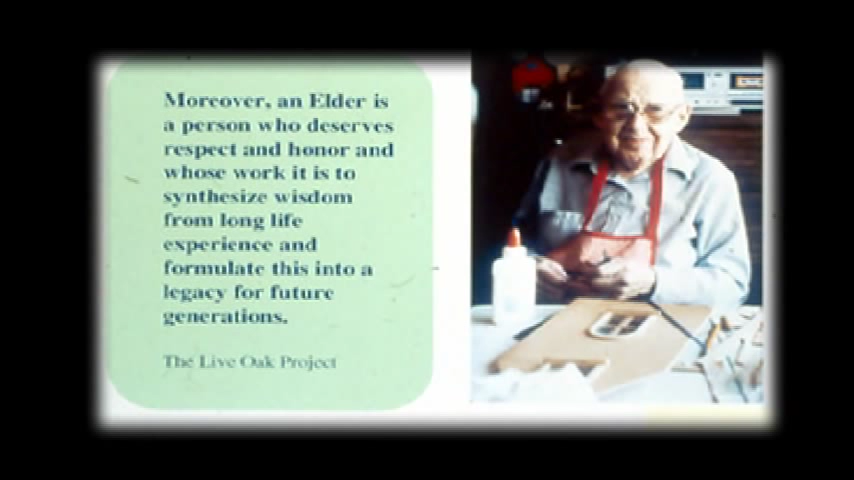 Moreover, an Elder is
a person who deserves
respect and honor and
whose work it is to
synthesize wisdom
from long life
experience and
formulate this into a
legacy for future
generations.
The Live Oak Project